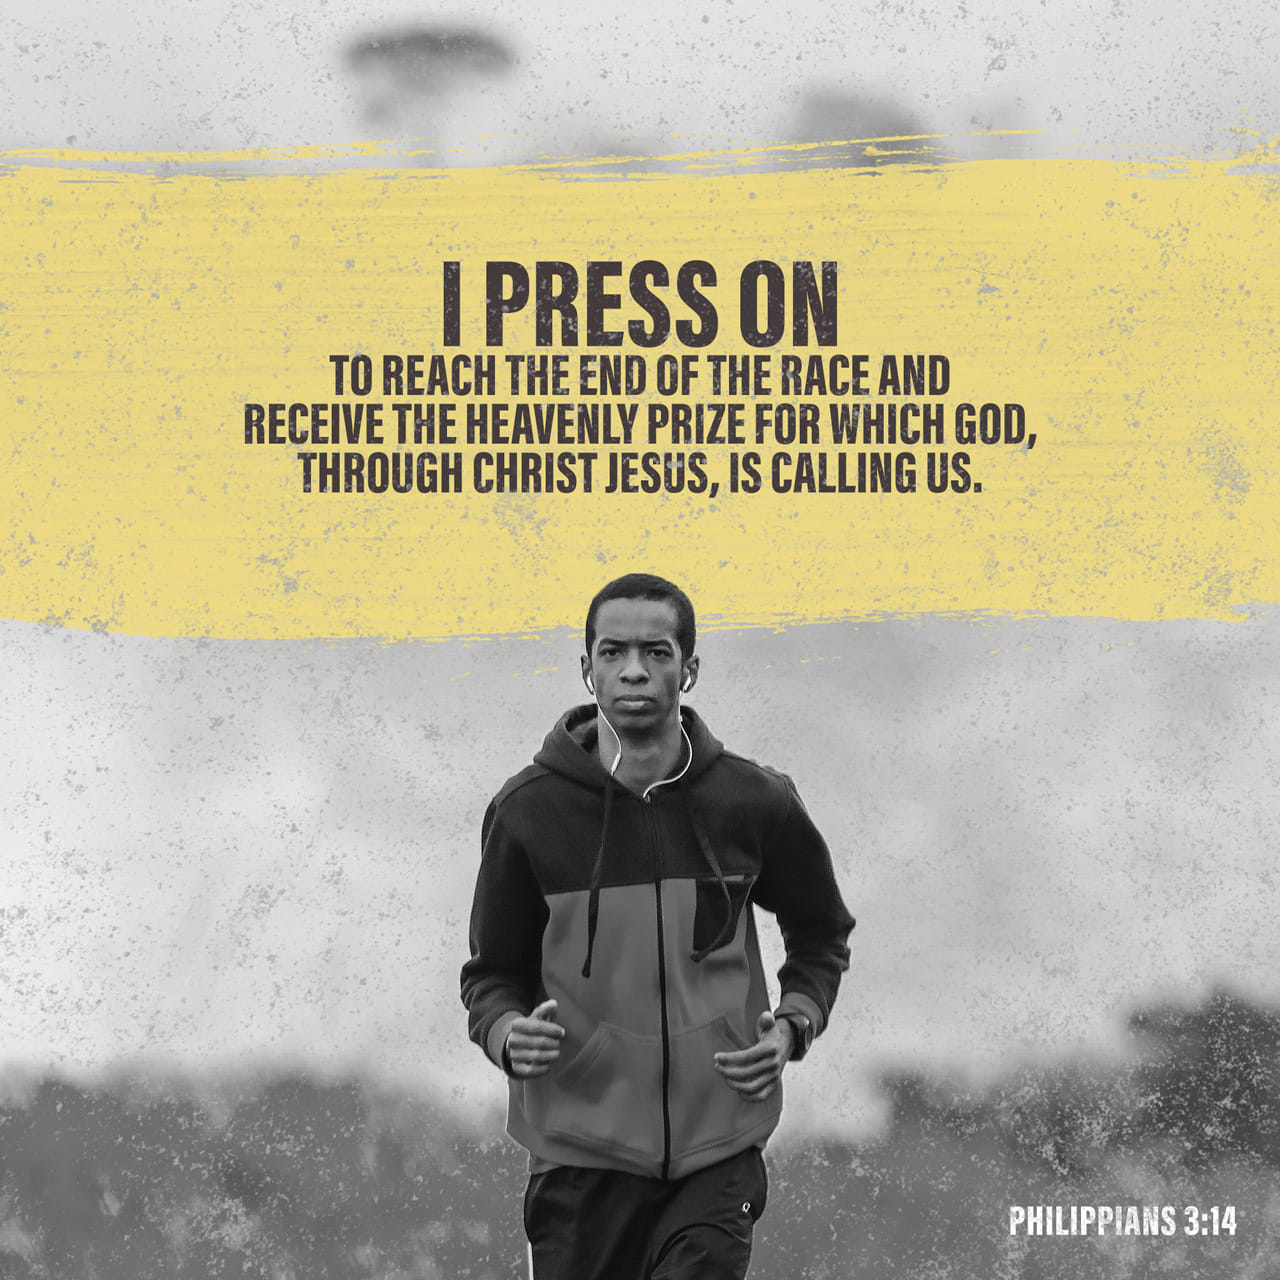 I PRESS ON
TO REACH THE END OF THE RACE AND
RECEIVE THE HEAVENLY PRIZE FOR WHICH GOD,
THROUGH CHRIST JESUS, IS CALLING US.
PHILIPPIANS 3:14